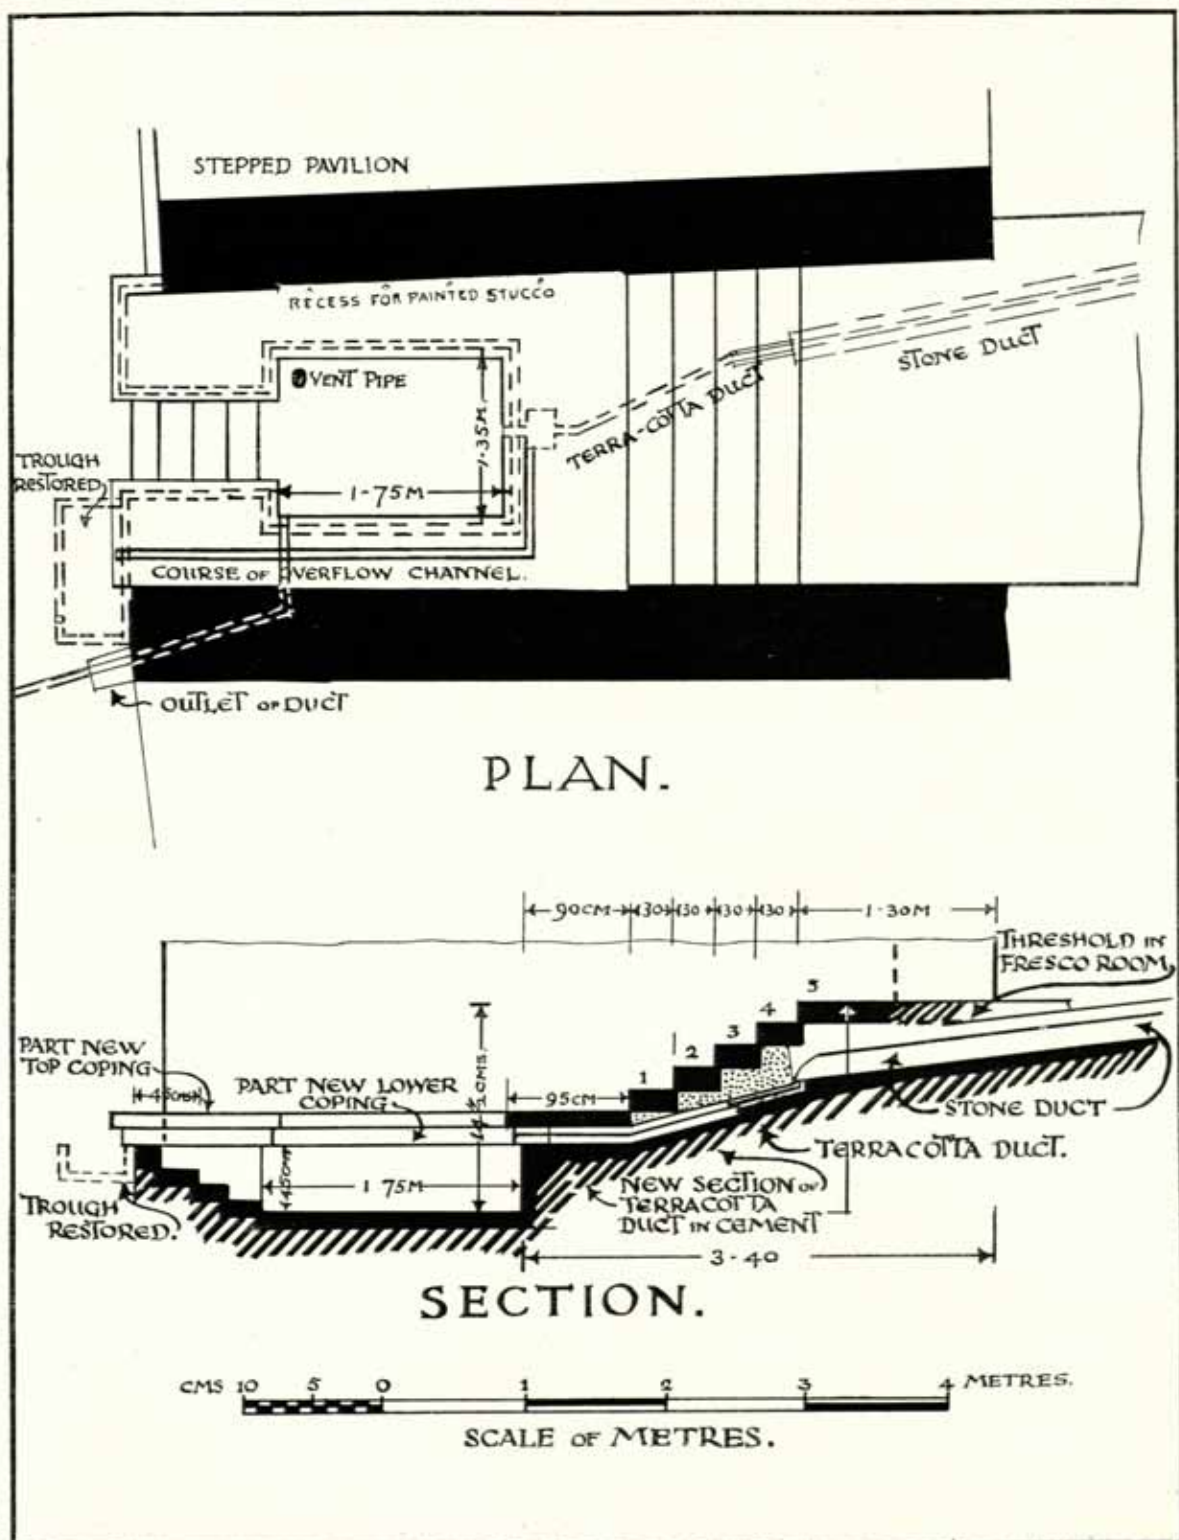 STEPPED PAVILION
RECESS FOR PAINTED STUCCO
VENT PIPE
STONE DUCT
TERRA-COTTA DUCT
1·35M
TROUGH
RESTORED
1·75M
COURSE OF OVERFLOW CHANNEL.
OUTLET OF DUCT
PLAN.
90CM
30
30
30
30
1·30M
THRESHOLD IN
FRESCO ROOM
5
4
3
2
1
PART NEW
TOP COPING
45cms
PART NEW LOWER
COPING
95CM
STONE DUCT
TERRACOTTA DUCT.
1 75M
NEW SECTION OF
TERRACOTTA
DUCT IN CEMENT
TROUGH
RESTORED.
3·40
SECTION.
CMS 10 5 0 1 2 3 4 METRES.
SCALE OF METRES.